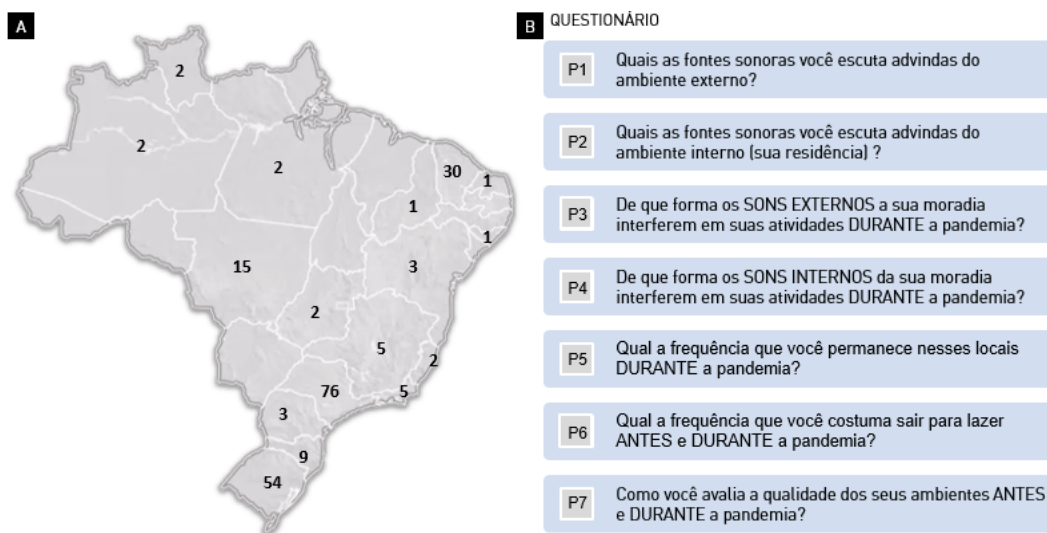 A
2
2
2
30
1
1
1
15
3
2
5
2
76
5
3
9
54
B QUESTIONÁRIO
P1 Quais as fontes sonoras você escuta advindas do
ambiente externo?
P2 Quais as fontes sonoras você escuta advindas do
ambiente interno (sua residência) ?
P3 De que forma os SONS EXTERNOS a sua moradia
interferem em suas atividades DURANTE a pandemia?
P4 De que forma os SONS INTERNOS da sua moradia
interferem em suas atividades DURANTE a pandemia?
P5 Qual a frequência que você permanece nesses locais
DURANTE a pandemia?
P6 Qual a frequência que você costuma sair para lazer
ANTES e DURANTE a pandemia?
P7 Como você avalia a qualidade dos seus ambientes ANTES
e DURANTE a pandemia?